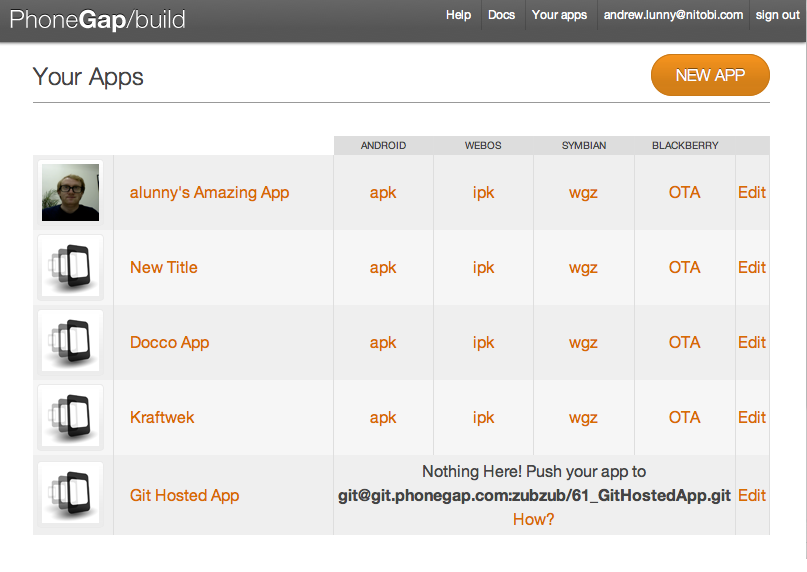 PhoneGap/build
Help Docs Your apps andrew.lunny@nitobi.com sign out
Your Apps
NEW APP
ANDROID WEBOS SYMBIAN BLACKBERRY
alunny's Amazing App apk ipk wgz OTA Edit
New Title apk ipk wgz OTA Edit
Docco App apk ipk wgz OTA Edit
Kraftwek apk ipk wgz OTA Edit
Nothing Here! Push your app to
Git Hosted App git@git.phonegap.com:zubzub/61_GitHostedApp.git Edit
How?